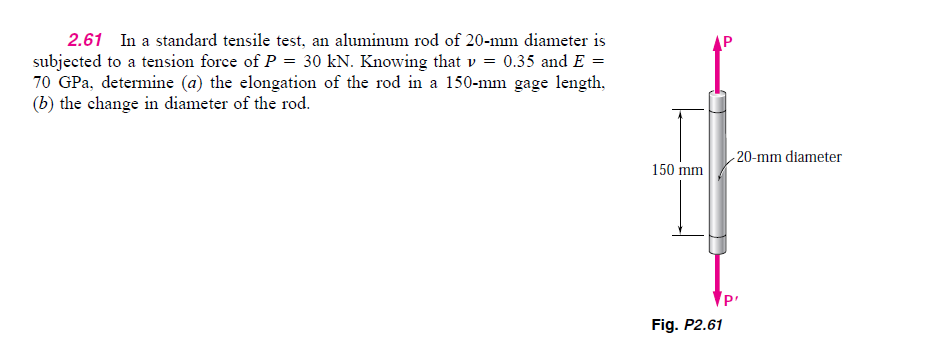 2.61 In a standard tensile test, an aluminum rod of 20-mm diameter is
subjected to a tension force of P = 30 kN. Knowing that ν = 0.35 and E =
70 GPa, determine (a) the elongation of the rod in a 150-mm gage length,
(b) the change in diameter of the rod.
P
20-mm diameter
150 mm
P'
Fig. P2.61